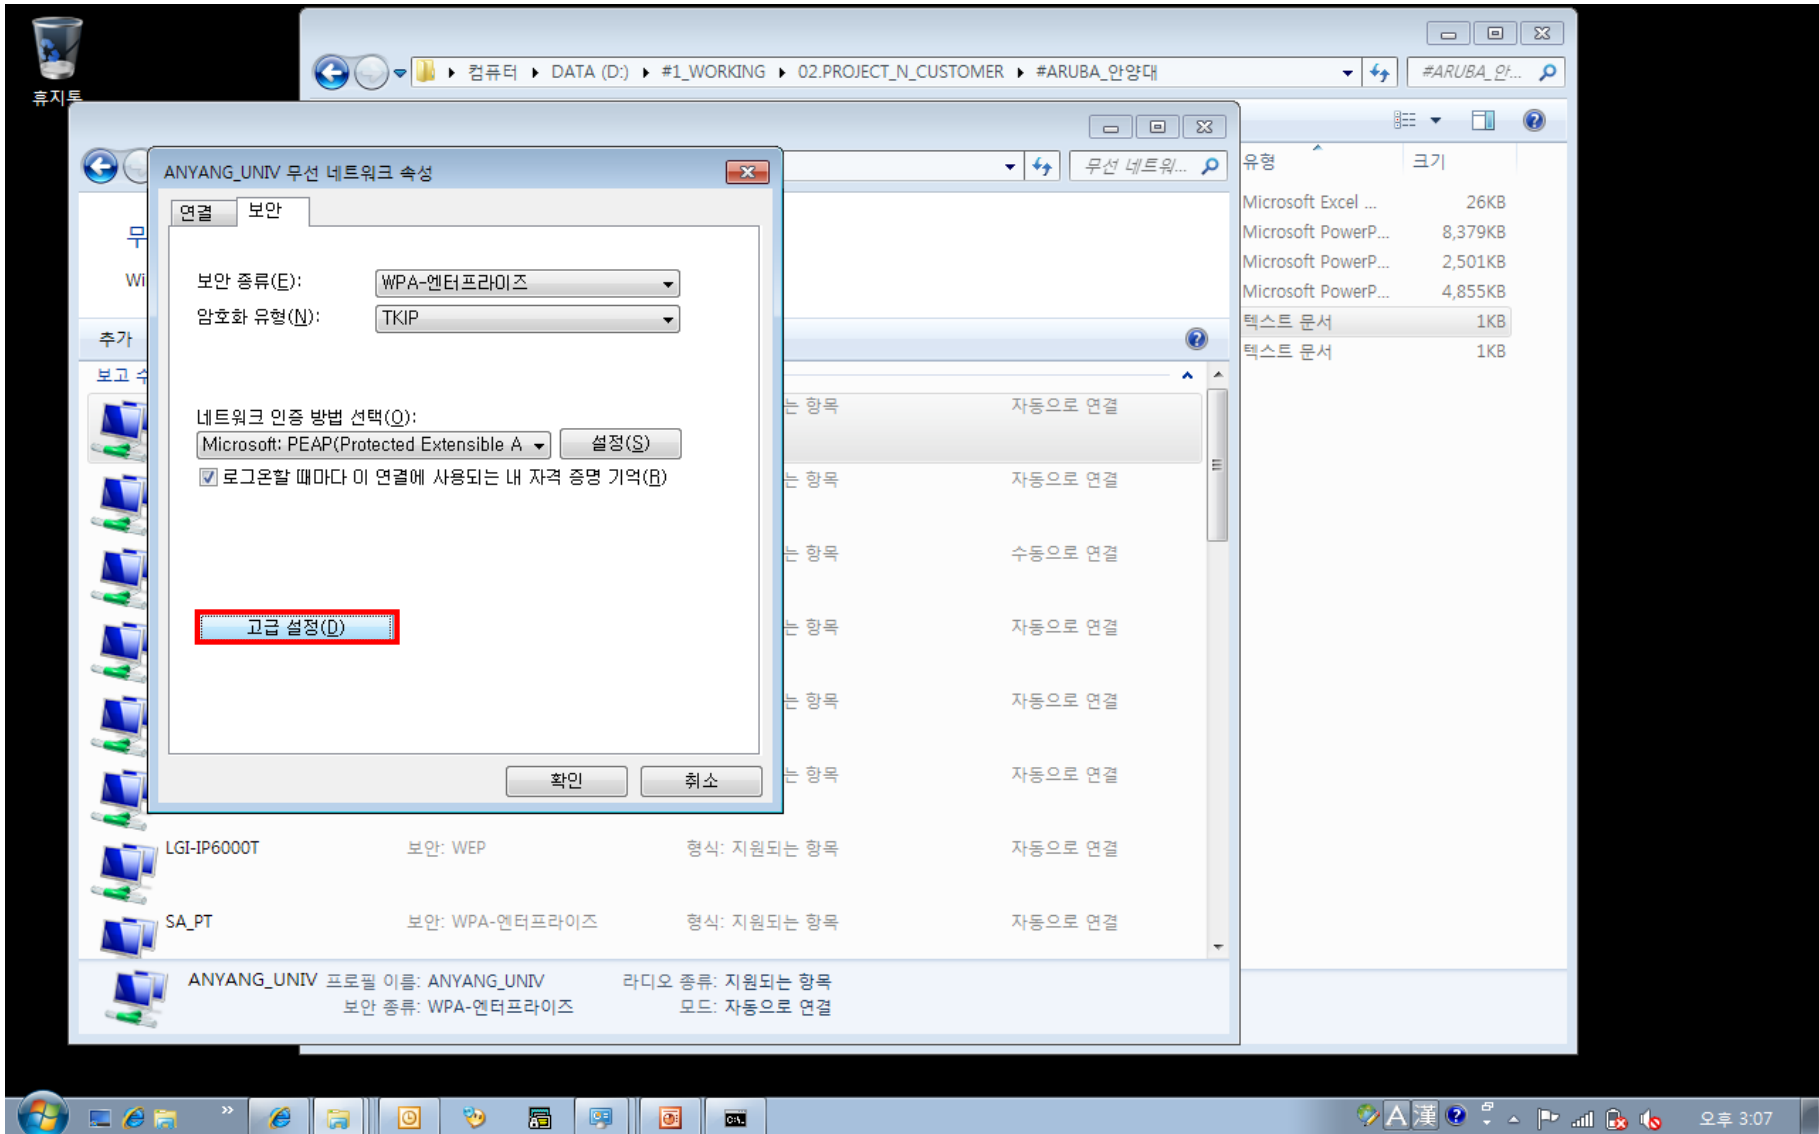 휴지통
컴퓨터 ▸ DATA (D:) ▸ #1_WORKING ▸ 02.PROJECT_N_CUSTOMER ▸ #ARUBA_안양대
#ARUBA_안...
유형 크기
Microsoft Excel ... 26KB
Microsoft PowerP... 8,379KB
Microsoft PowerP... 2,501KB
Microsoft PowerP... 4,855KB
텍스트 문서 1KB
텍스트 문서 1KB
무선 네트워...
무
Wi
추가
보고 수
ANYANG_UNIV 무선 네트워크 속성
연결 보안
보안 종류(E): WPA-엔터프라이즈
암호화 유형(N): TKIP
네트워크 인증 방법 선택(O):
Microsoft: PEAP(Protected Extensible A 설정(S)
로그온할 때마다 이 연결에 사용되는 내 자격 증명 기억(R)
고급 설정(D)
확인 취소
는 항목 자동으로 연결
는 항목 자동으로 연결
는 항목 수동으로 연결
는 항목 자동으로 연결
는 항목 자동으로 연결
는 항목 자동으로 연결
LGI-IP6000T 보안: WEP 형식: 지원되는 항목 자동으로 연결
SA_PT 보안: WPA-엔터프라이즈 형식: 지원되는 항목 자동으로 연결
ANYANG_UNIV 프로필 이름: ANYANG_UNIV 라디오 종류: 지원되는 항목
보안 종류: WPA-엔터프라이즈 모드: 자동으로 연결
A 漢 오후 3:07